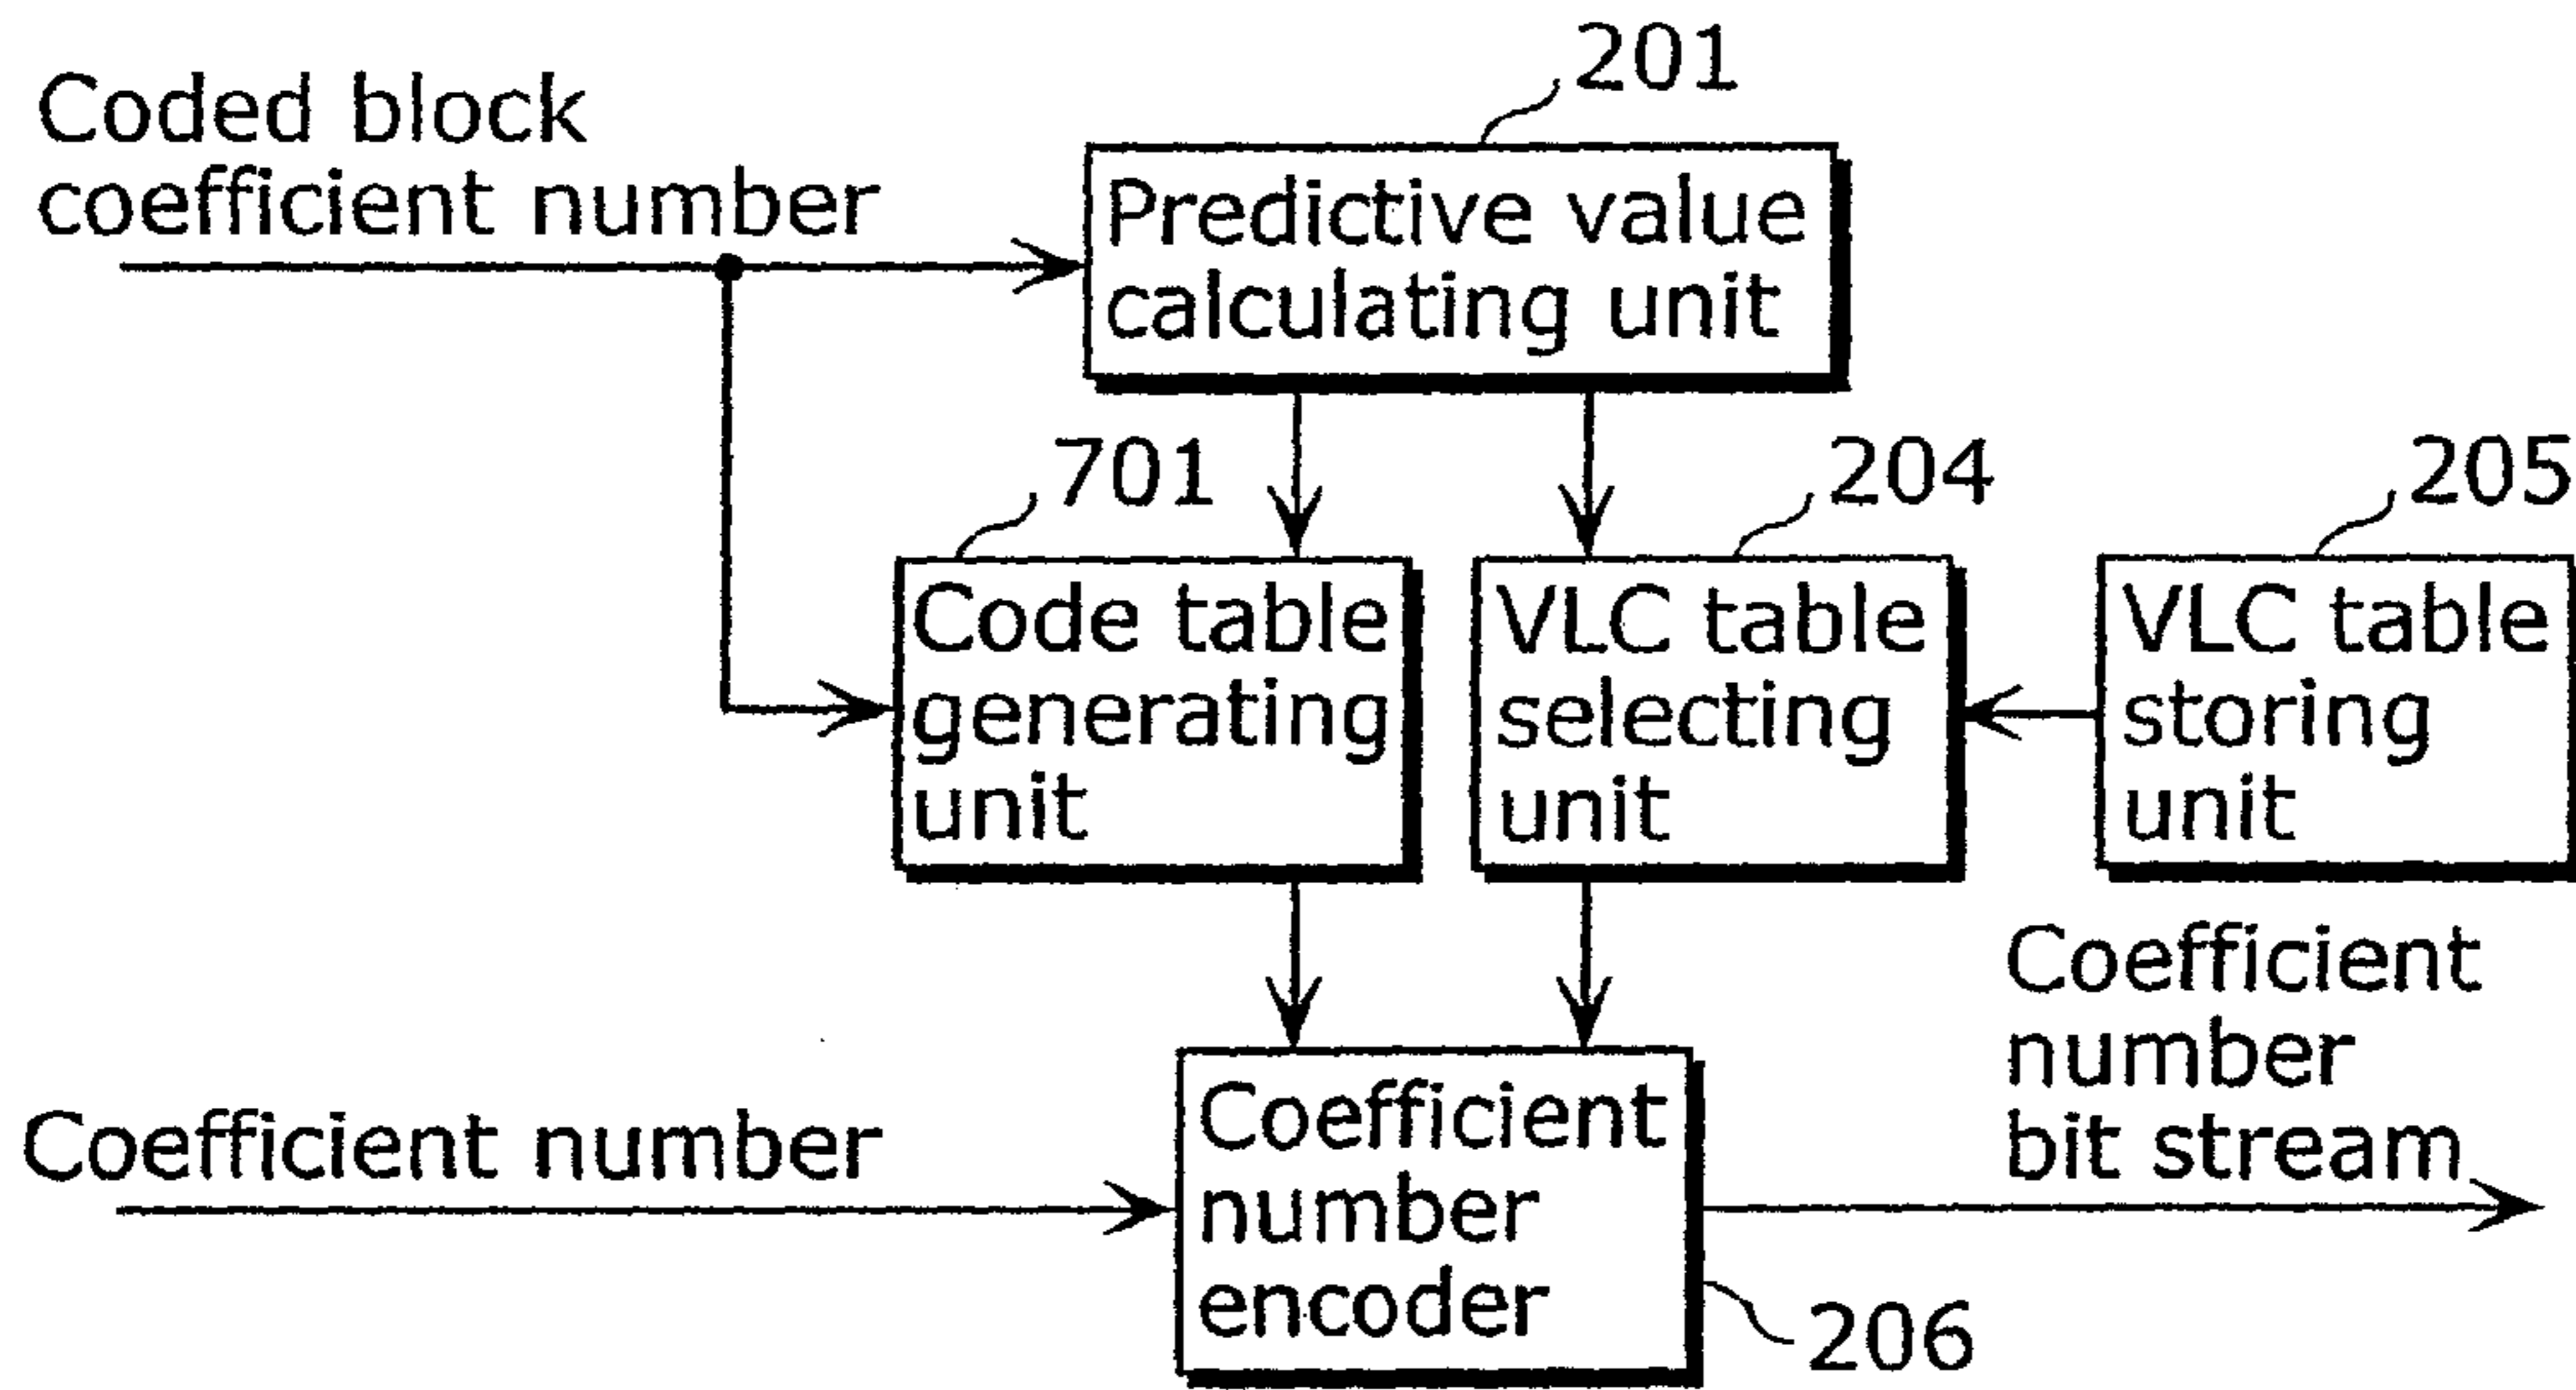 201
Coded block
coefficient number
Predictive value
calculating unit
701
204
205
Code table
generating
unit
VLC table
selecting
unit
VLC table
storing
unit
Coefficient
number
bit stream
Coefficient number
Coefficient
number
encoder
206